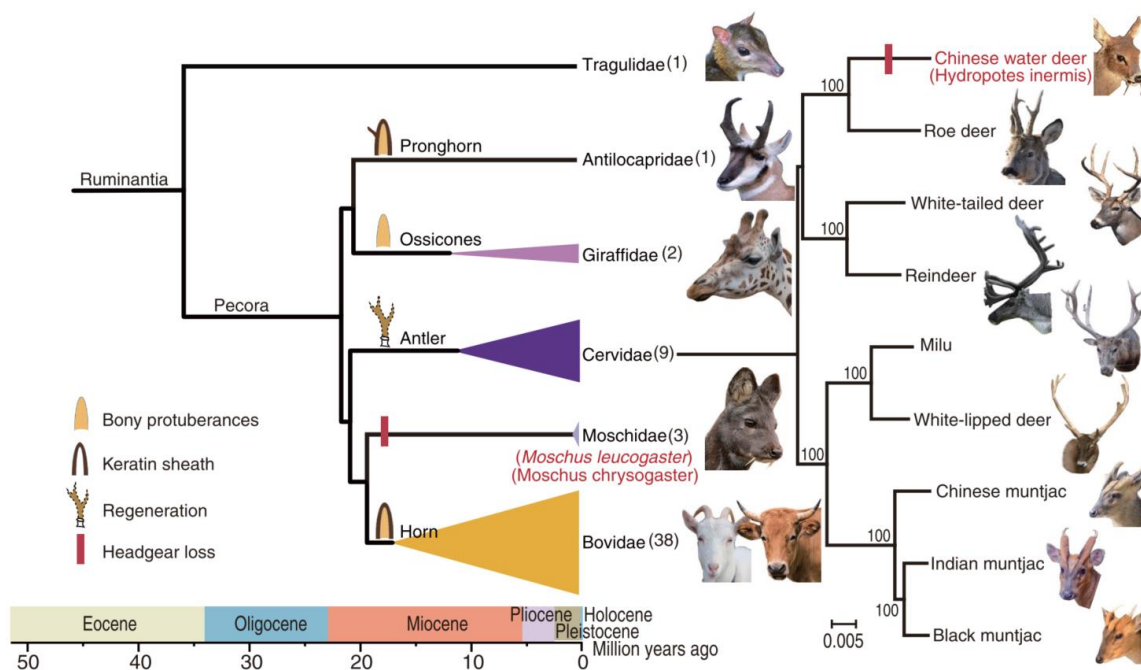 Tragulidae (1)
Pronghorn
Antilocapridae (1)
Ruminantia
Ossicones
Giraffidae (2)
Pecora
Antler
Cervidae (9)
Moschidae (3)
(Moschus leucogaster)
(Moschus chrysogaster)
Horn
Bovidae (38)
Bony protuberances
Keratin sheath
Regeneration
Headgear loss
Eocene
Oligocene
Miocene
Pliocene
Holocene
Pleistocene
50
40
30
20
10
0
Million years ago
100
Chinese water deer
(Hydropotes inermis)
Roe deer
100
White-tailed deer
Reindeer
100
Milu
White-lipped deer
100
Chinese muntjac
100
Indian muntjac
100
Black muntjac
0.005